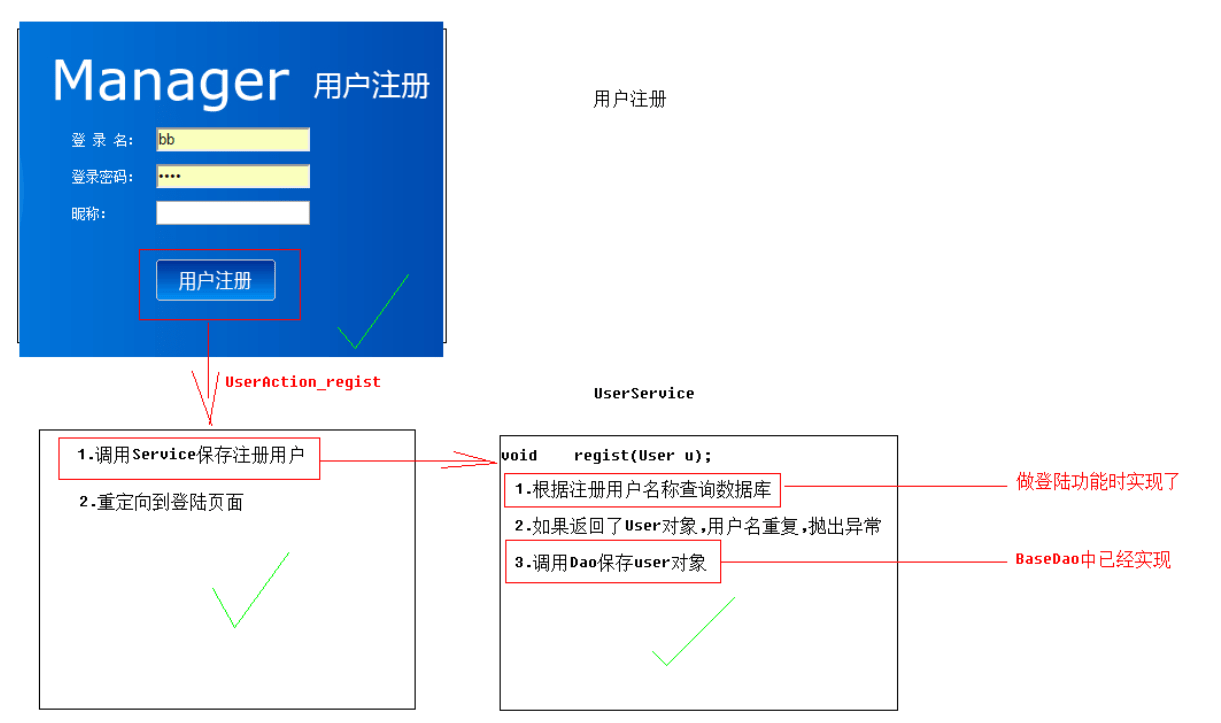 Manager 用户注册
登 录 名: bb
登录密码: ••••
昵称:
用户注册
用户注册
UserAction_regist
1.调用Service保存注册用户
2.重定向到登陆页面
UserService
void regist(User u);
1.根据注册用户名称查询数据库
做登陆功能时实现了
2.如果返回了User对象,用户名重复,抛出异常
3.调用Dao保存user对象
BaseDao中已经实现